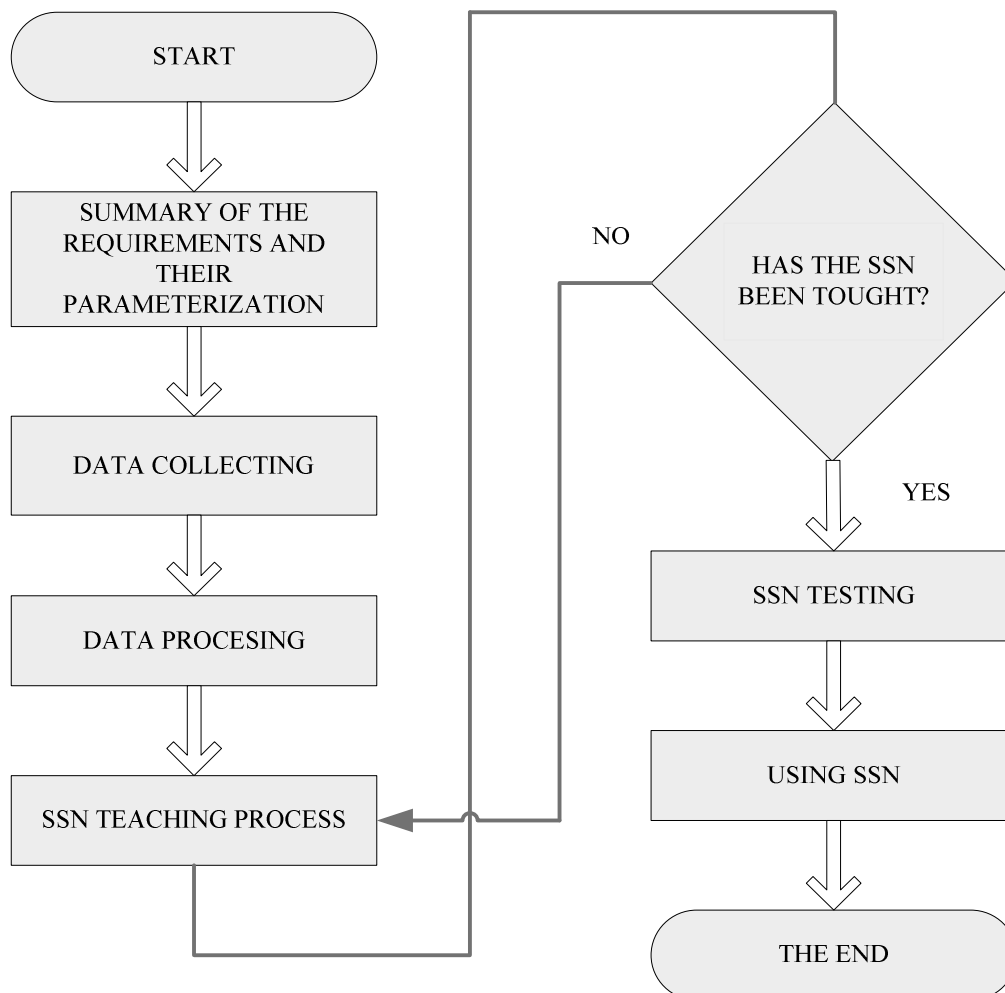 START
SUMMARY OF THE
REQUIREMENTS AND
THEIR
PARAMETERIZATION
DATA COLLECTING
DATA PROCESING
SSN TEACHING PROCESS
NO
HAS THE SSN
BEEN TOUGHT?
YES
SSN TESTING
USING SSN
THE END